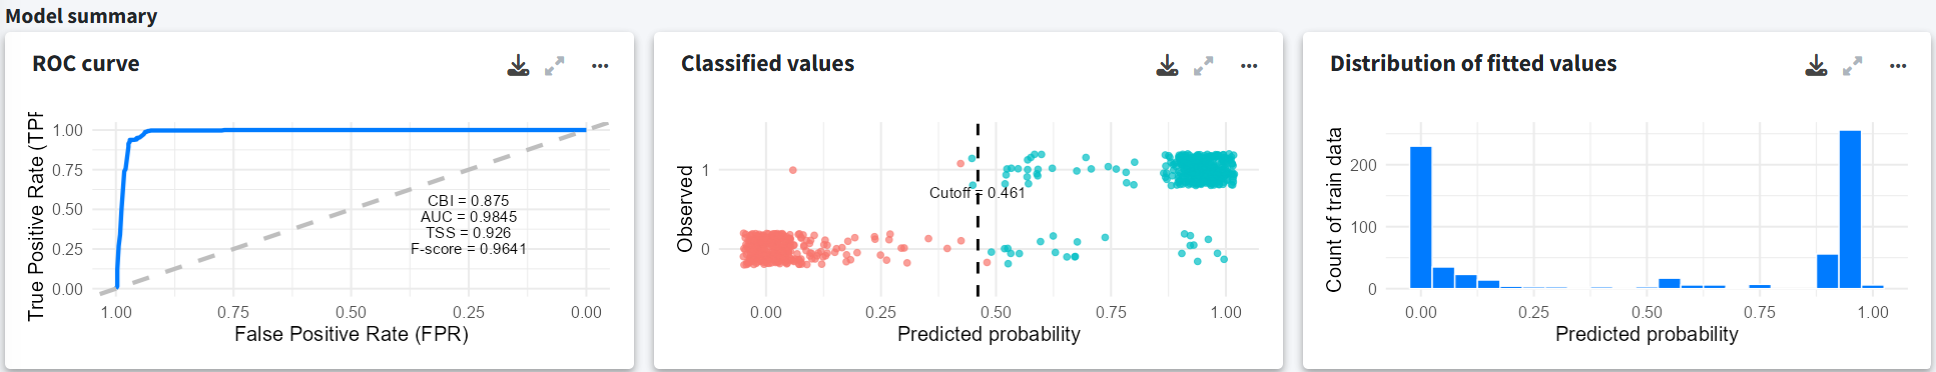 Model summary
ROC curve
...
True Positive Rate (TPR
1.00
0.75
0.50
0.25
0.00
CBI = 0.875
AUC = 0.9845
TSS = 0.926
F-score = 0.9641
1.00 0.75 0.50 0.25 0.00
False Positive Rate (FPR)
Classified values
...
Observed
1
0
Cutoff = 0.461
0.00 0.25 0.50 0.75 1.00
Predicted probability
Distribution of fitted values
...
Count of train data
200
100
0
0.00 0.25 0.50 0.75 1.00
Predicted probability